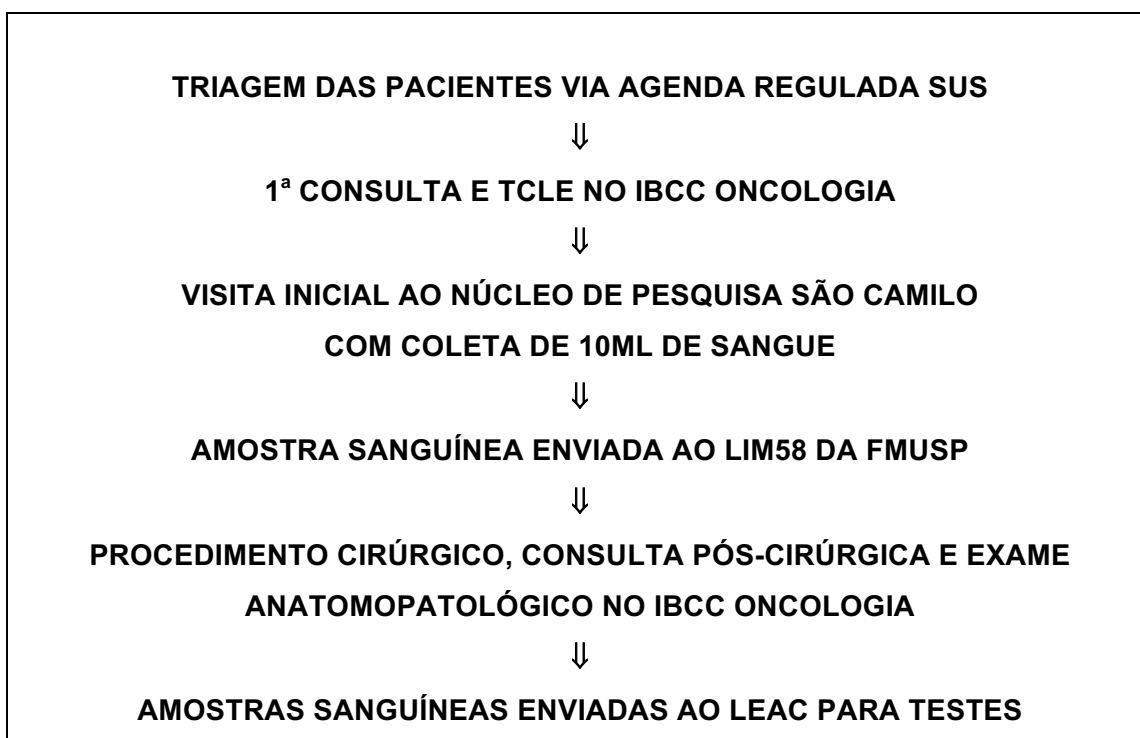 TRIAGEM DAS PACIENTES VIA AGENDA REGULADA SUS
⇓
1ª CONSULTA E TCLE NO IBCC ONCOLOGIA
⇓
VISITA INICIAL AO NÚCLEO DE PESQUISA SÃO CAMILO
COM COLETA DE 10ML DE SANGUE
⇓
AMOSTRA SANGUÍNEA ENVIADA AO LIM58 DA FMUSP
⇓
PROCEDIMENTO CIRÚRGICO, CONSULTA PÓS-CIRÚRGICA E EXAME
ANATOMOPATOLÓGICO NO IBCC ONCOLOGIA
⇓
AMOSTRAS SANGUÍNEAS ENVIADAS AO LEAC PARA TESTES